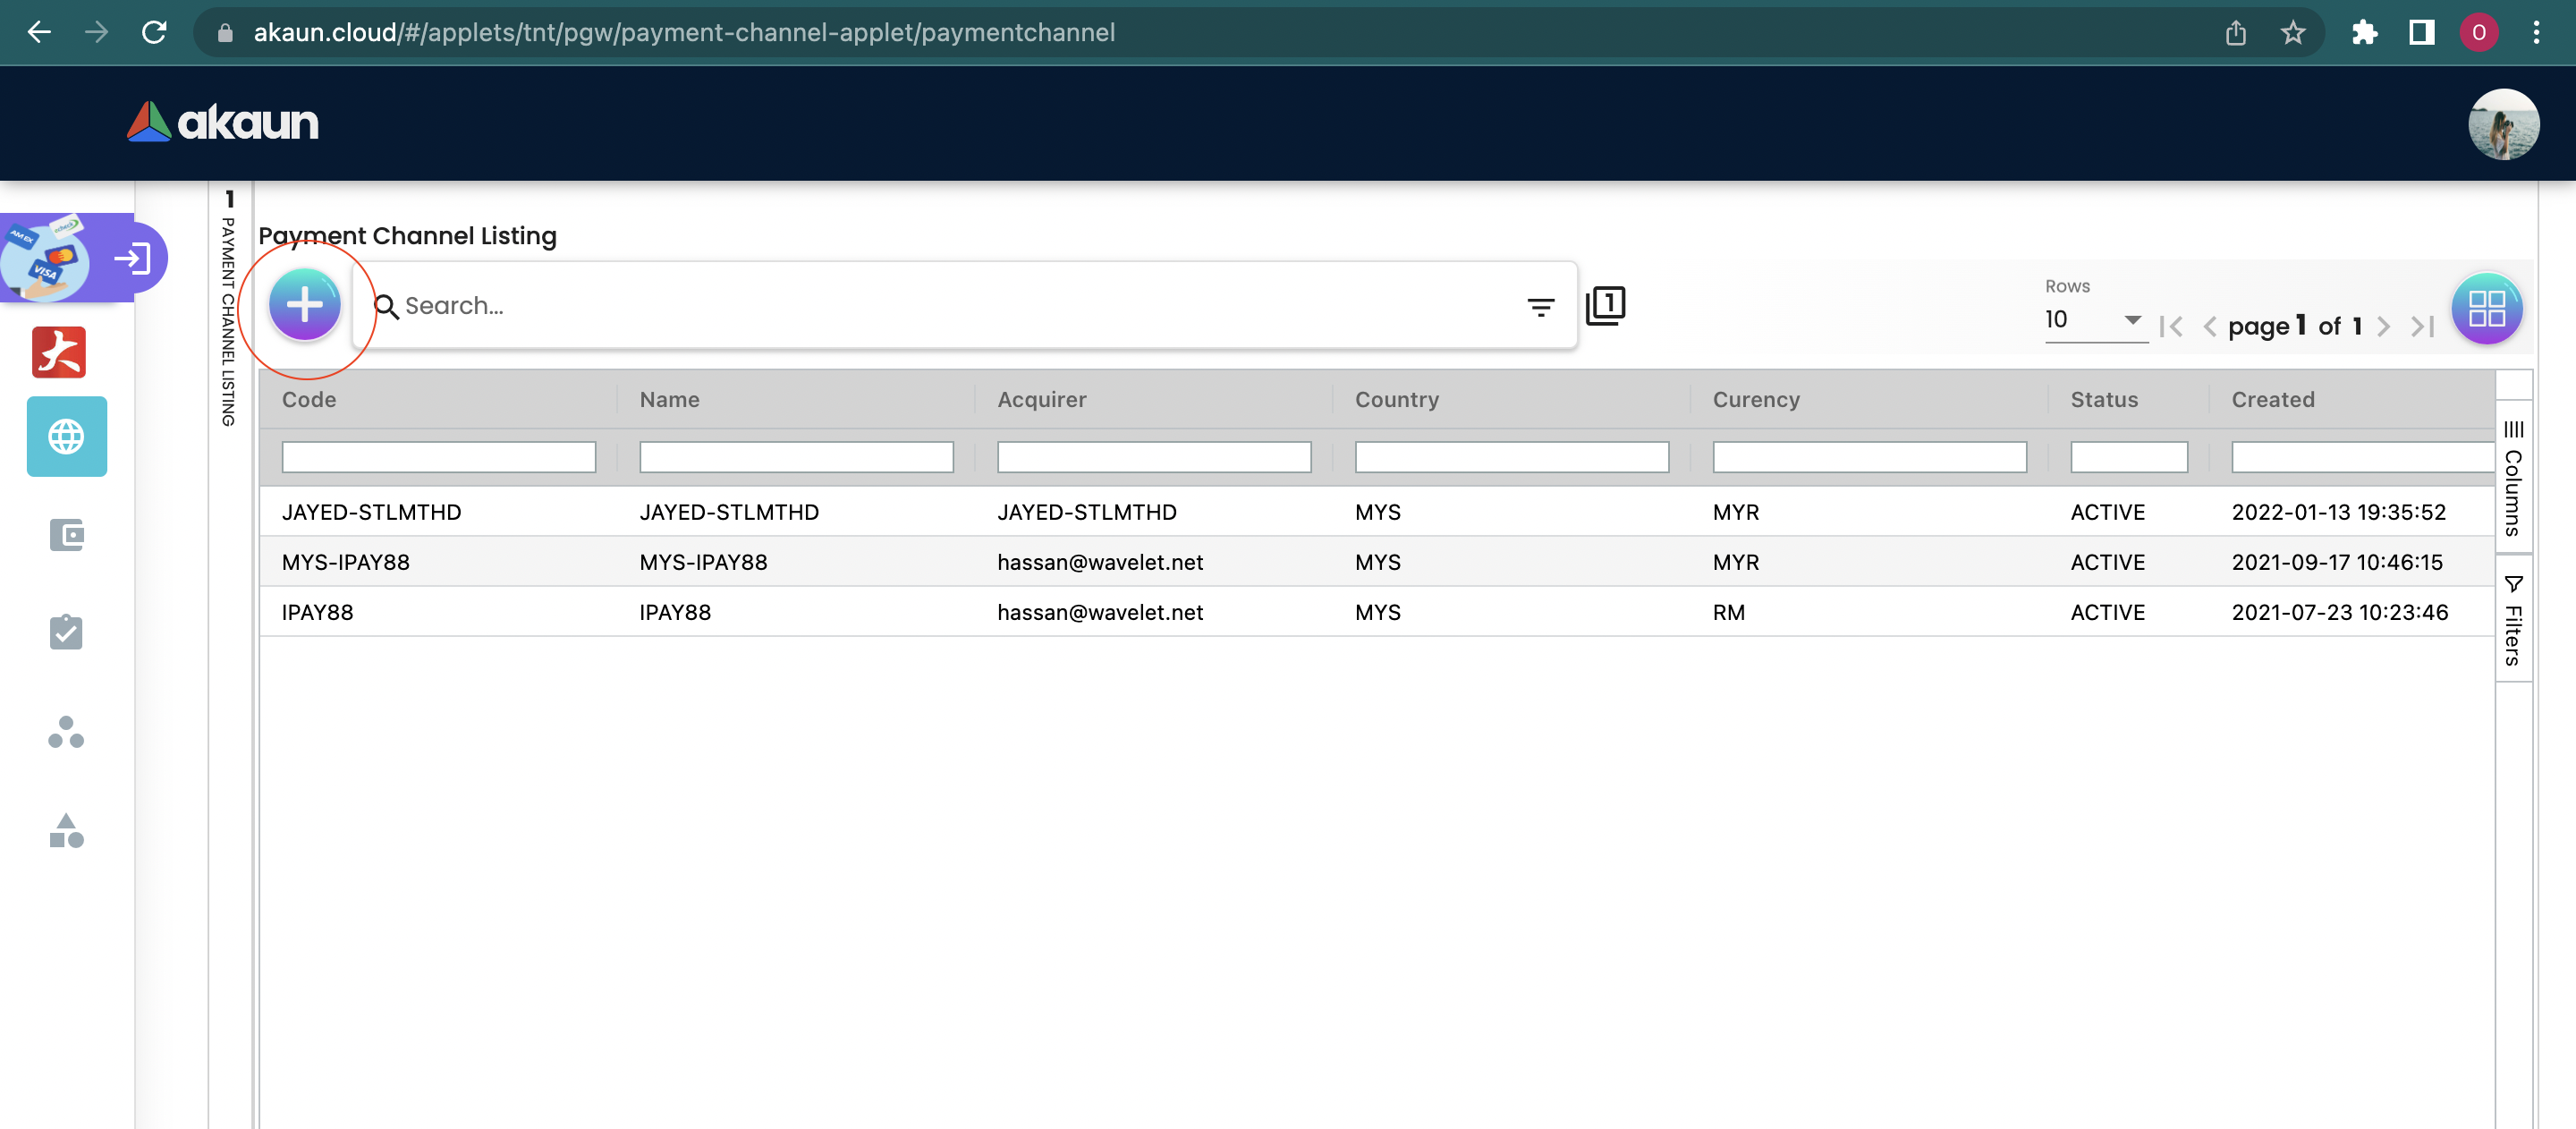 akaun.cloud/#/applets/tnt/pgw/payment-channel-applet/paymentchannel
O
akaun
1
PAYMENT CHANNEL LISTING
AM EX
VISA
Payment Channel Listing
Search...
1
Rows
10
page 1 of 1
Code Name Acquirer Country Curency Status Created
JAYED-STLMTHD JAYED-STLMTHD JAYED-STLMTHD MYS MYR ACTIVE 2022-01-13 19:35:52
MYS-IPAY88 MYS-IPAY88 hassan@wavelet.net MYS MYR ACTIVE 2021-09-17 10:46:15
IPAY88 IPAY88 hassan@wavelet.net MYS RM ACTIVE 2021-07-23 10:23:46
Columns
Filters